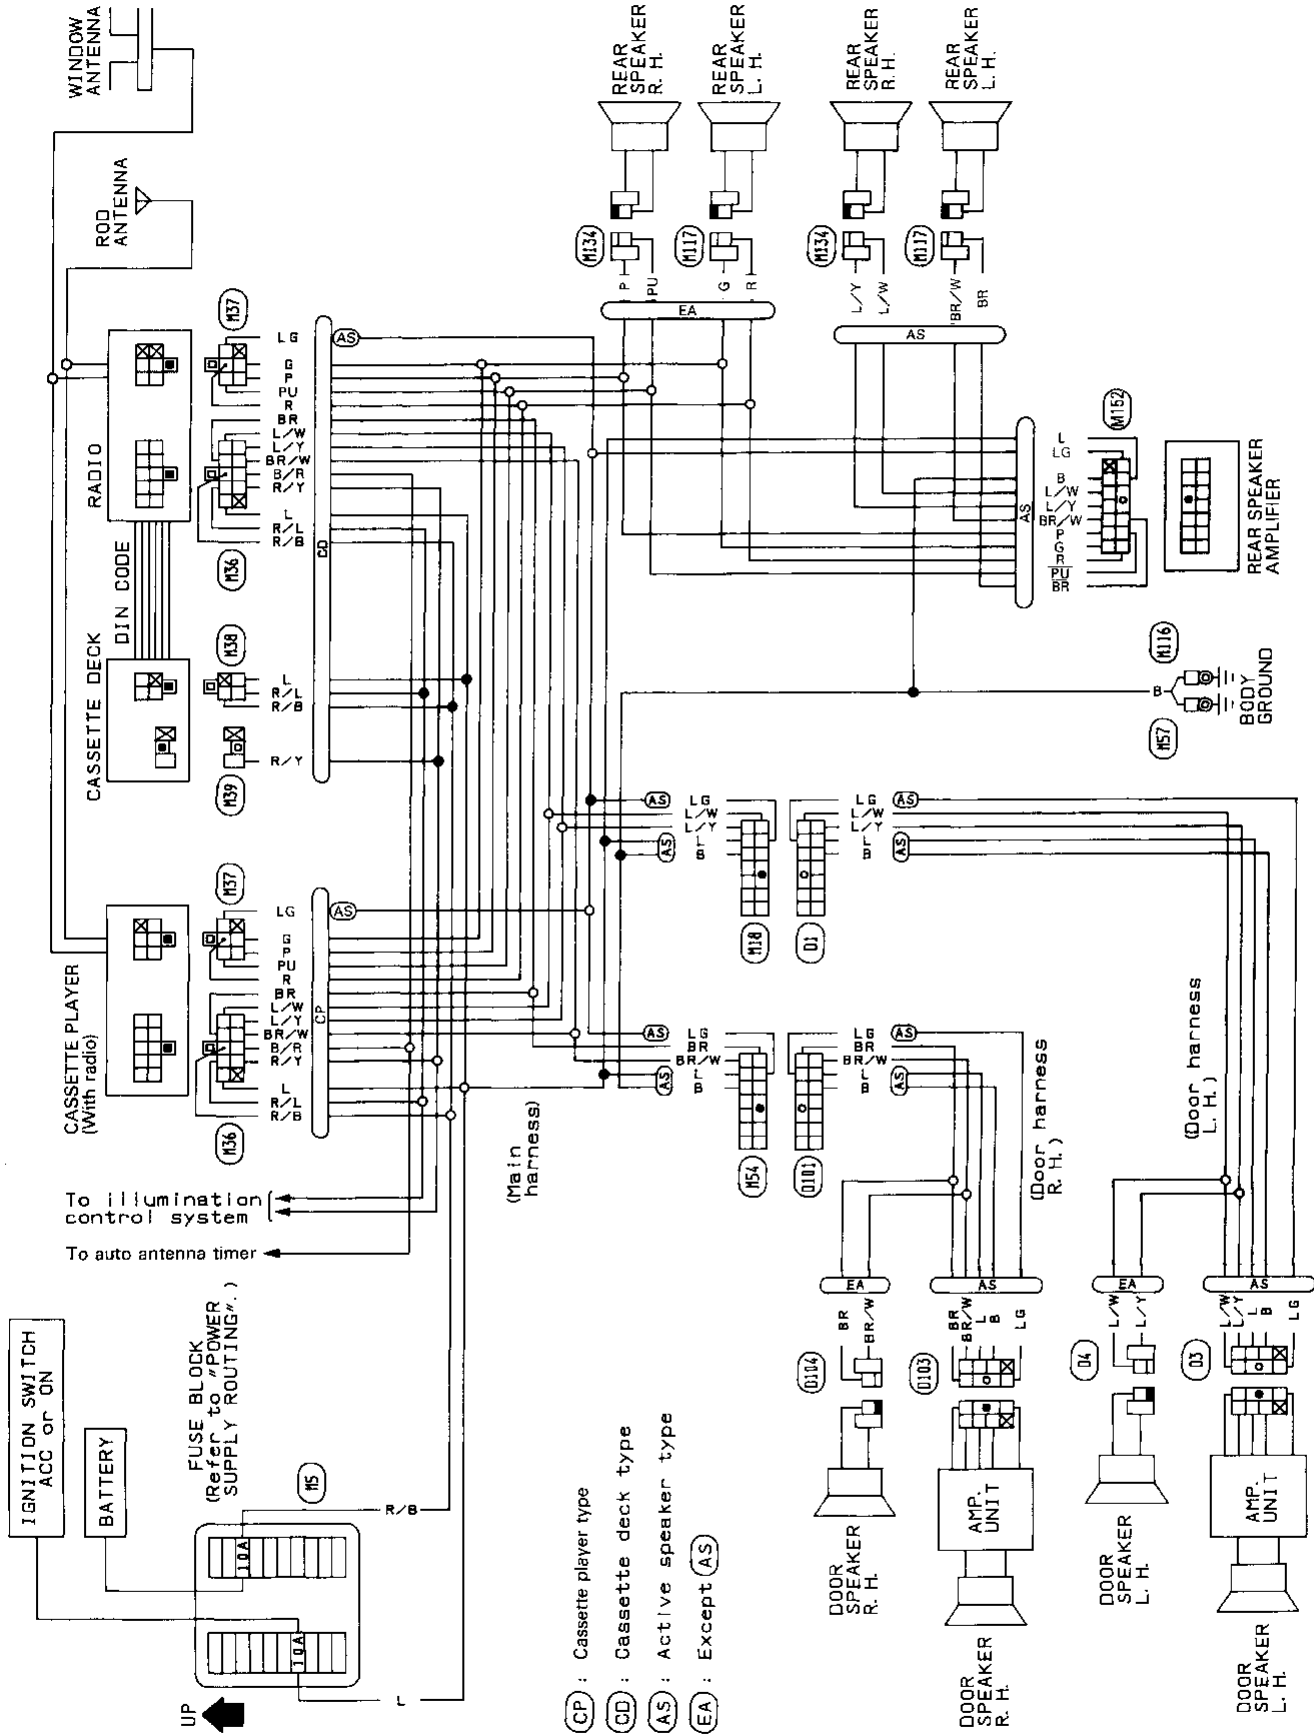 WINDOW
ANTENNA
ROD
ANTENNA
RADIO
DIN CODE
CASSETTE DECK
CASSETTE PLAYER
(With radio)
M37
LG
AS
G
P
PU
R
BR
L/W
L/Y
BR/W
B/R
R/Y
L
R/L
R/B
M36
CD
M38
L
R/L
R/B
M39
R/Y
M37
LG
AS
G
P
PU
R
BR
L/W
L/Y
BR/W
B/R
R/Y
L
R/L
R/B
M36
CP
To illumination
control system
To auto antenna timer
(Main
harness)
IGNITION SWITCH
ACC or ON
BATTERY
FUSE BLOCK
(Refer to "POWER
SUPPLY ROUTING".)
M5
10A
10A
R/B
L
UP
REAR
SPEAKER
R. H.
REAR
SPEAKER
L. H.
REAR
SPEAKER
R. H.
REAR
SPEAKER
L. H.
M134
M117
M134
M117
P
PU
G
R
L/Y
L/W
BR/W
BR
EA
AS
M152
AS
L
LG
B
L/W
L/Y
BR/W
P
G
R
PU
BR
REAR SPEAKER
AMPLIFIER
M116
M57
B
BODY
GROUND
AS
LG
L/W
L/Y
L
B
AS
M18
D1
LG
L/W
L/Y
L
B
AS
AS
AS
LG
BR
BR/W
L
B
AS
M54
D101
LG
BR
BR/W
L
B
AS
AS
(Door harness
R. H.)
(Door harness
L. H.)
EA
BR
BR/W
D104
DOOR
SPEAKER
R. H.
AS
BR
BR/W
L
B
LG
D103
AMP.
UNIT
DOOR
SPEAKER
R. H.
EA
L/W
L/Y
D4
DOOR
SPEAKER
L. H.
AS
L/W
L/Y
L
B
LG
D3
AMP.
UNIT
DOOR
SPEAKER
L. H.
CP : Cassette player type
CD : Cassette deck type
AS : Active speaker type
EA : Except AS